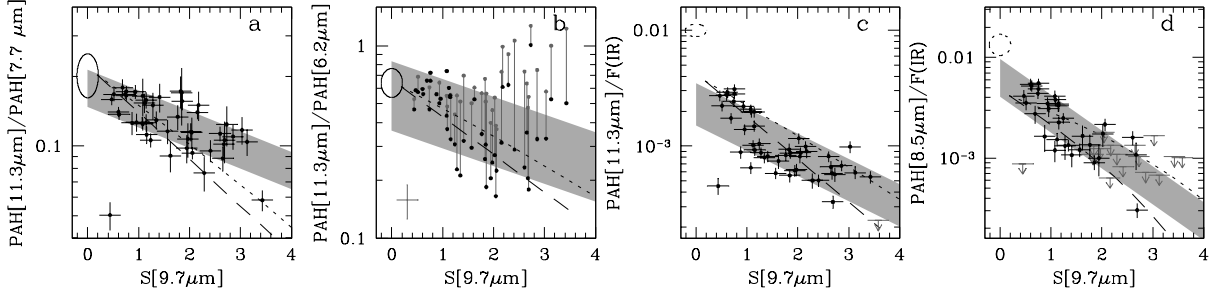 a
PAH[11.3μm]/PAH[7.7 μm]
0.1
0 1 2 3 4
S[9.7μm]
b
PAH[11.3μm]/PAH[6.2μm]
1
0.1
0 1 2 3 4
S[9.7μm]
c
PAH[11.3μm]/F(IR)
0.01
10⁻³
0 1 2 3 4
S[9.7μm]
d
PAH[8.5μm]/F(IR)
0.01
10⁻³
0 1 2 3 4
S[9.7μm]